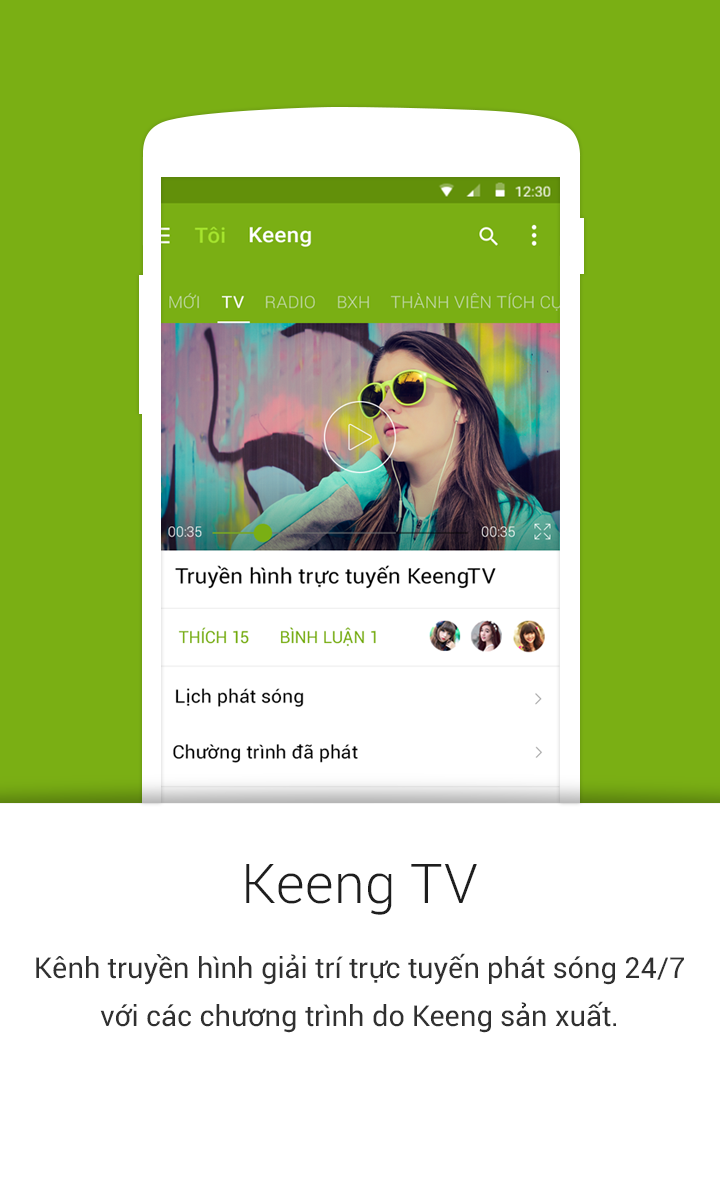 12:30
Tôi Keeng
MỚI TV RADIO BXH THÀNH VIÊN TÍCH CỰ
00:35 00:35
Truyền hình trực tuyến KeengTV
THÍCH 15 BÌNH LUẬN 1
Lịch phát sóng
Chường trình đã phát
Keeng TV
Kênh truyền hình giải trí trực tuyến phát sóng 24/7
với các chương trình do Keeng sản xuất.